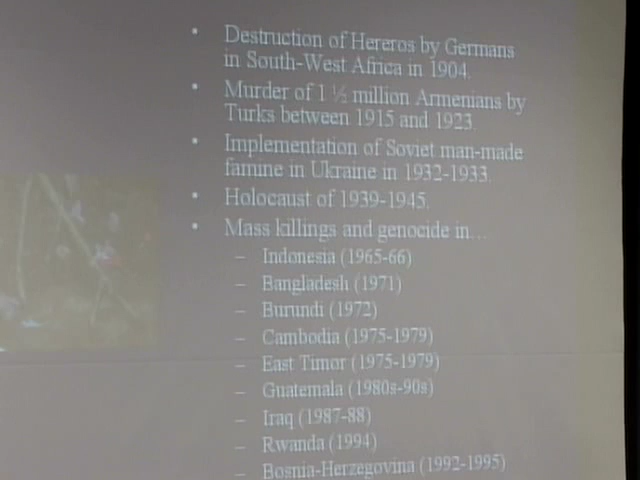 • Destruction of Hereros by Germans
in South-West Africa in 1904.
• Murder of 1 ½ million Armenians by
Turks between 1915 and 1923.
• Implementation of Soviet man-made
famine in Ukraine in 1932-1933.
• Holocaust of 1939-1945.
• Mass killings and genocide in…
– Indonesia (1965-66)
– Bangladesh (1971)
– Burundi (1972)
– Cambodia (1975-1979)
– East Timor (1975-1979)
– Guatemala (1980s-90s)
– Iraq (1987-88)
– Rwanda (1994)
– Bosnia-Herzegovina (1992-1995)